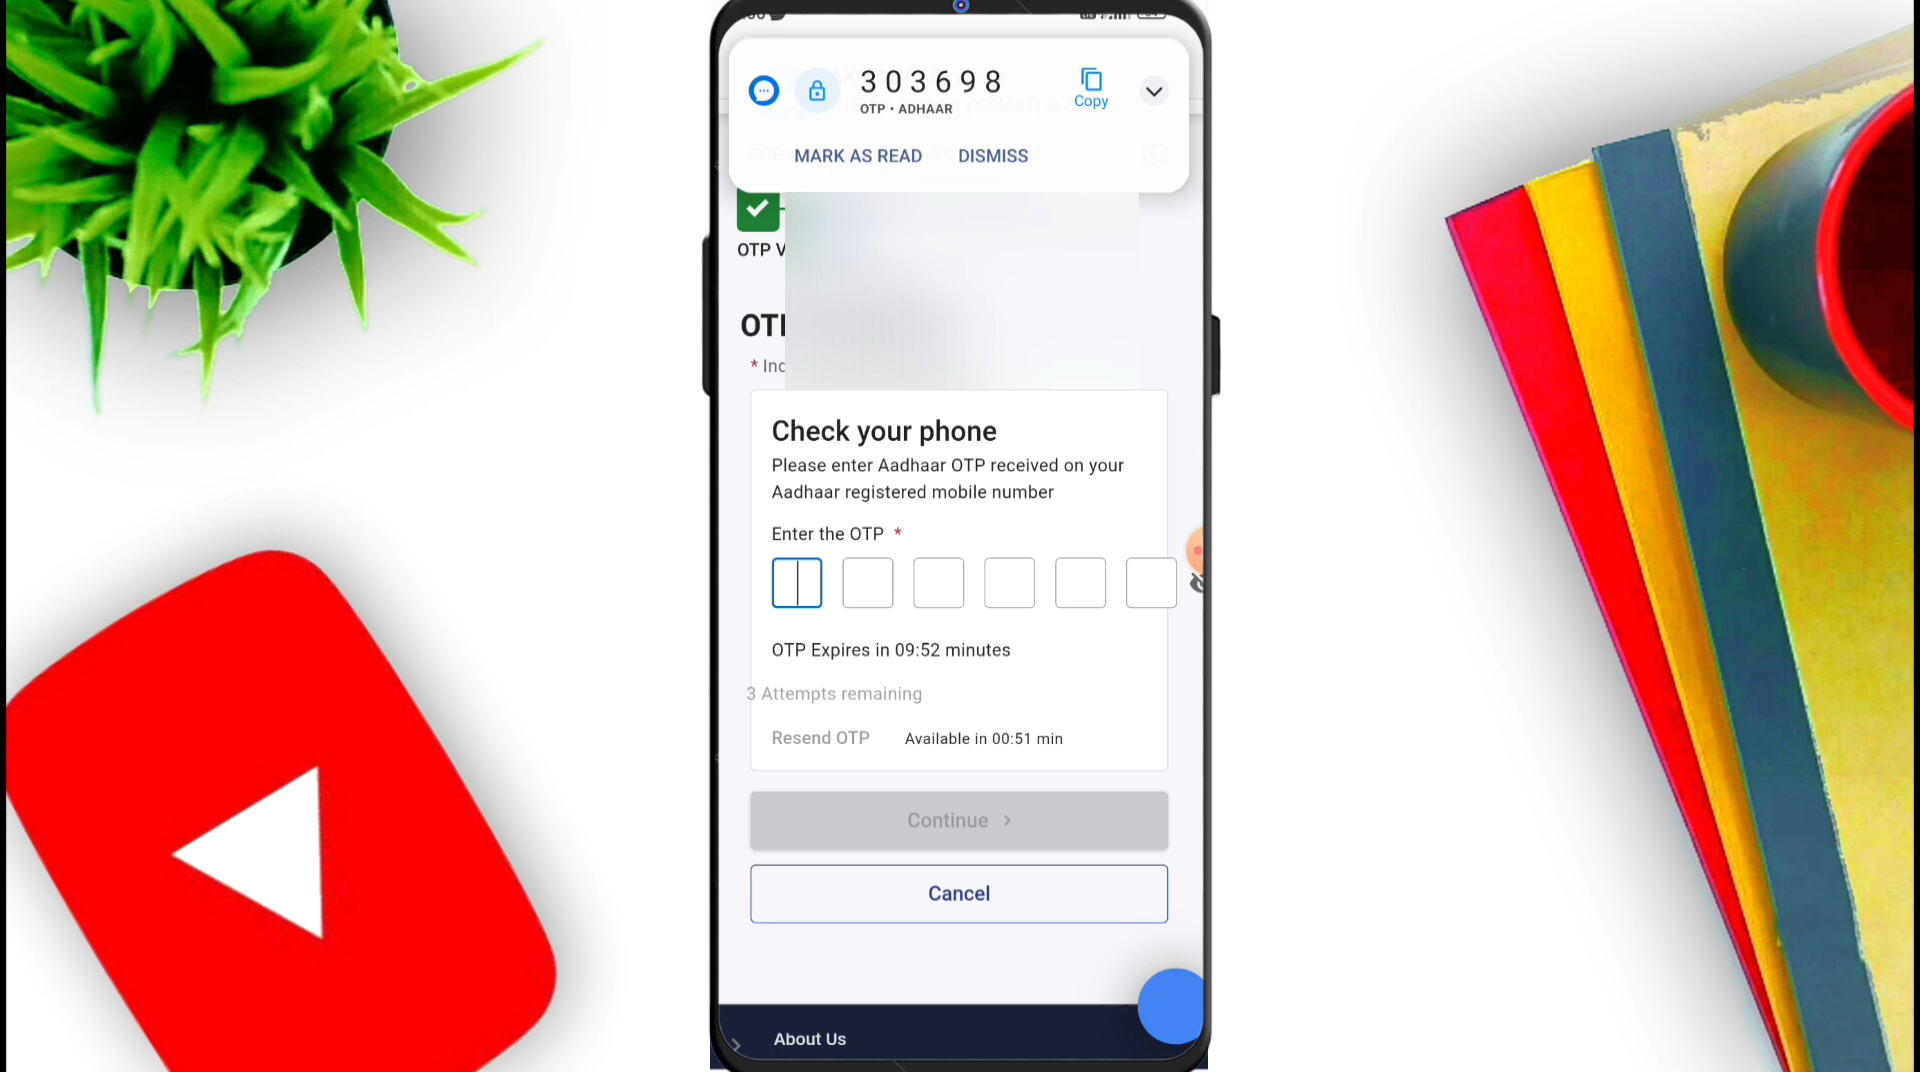 303698
OTP • ADHAAR
Copy
MARK AS READ
DISMISS
OTP V
OTI
* Ind
Check your phone
Please enter Aadhaar OTP received on your
Aadhaar registered mobile number
Enter the OTP *
OTP Expires in 09:52 minutes
3 Attempts remaining
Resend OTP
Available in 00:51 min
Continue
Cancel
About Us